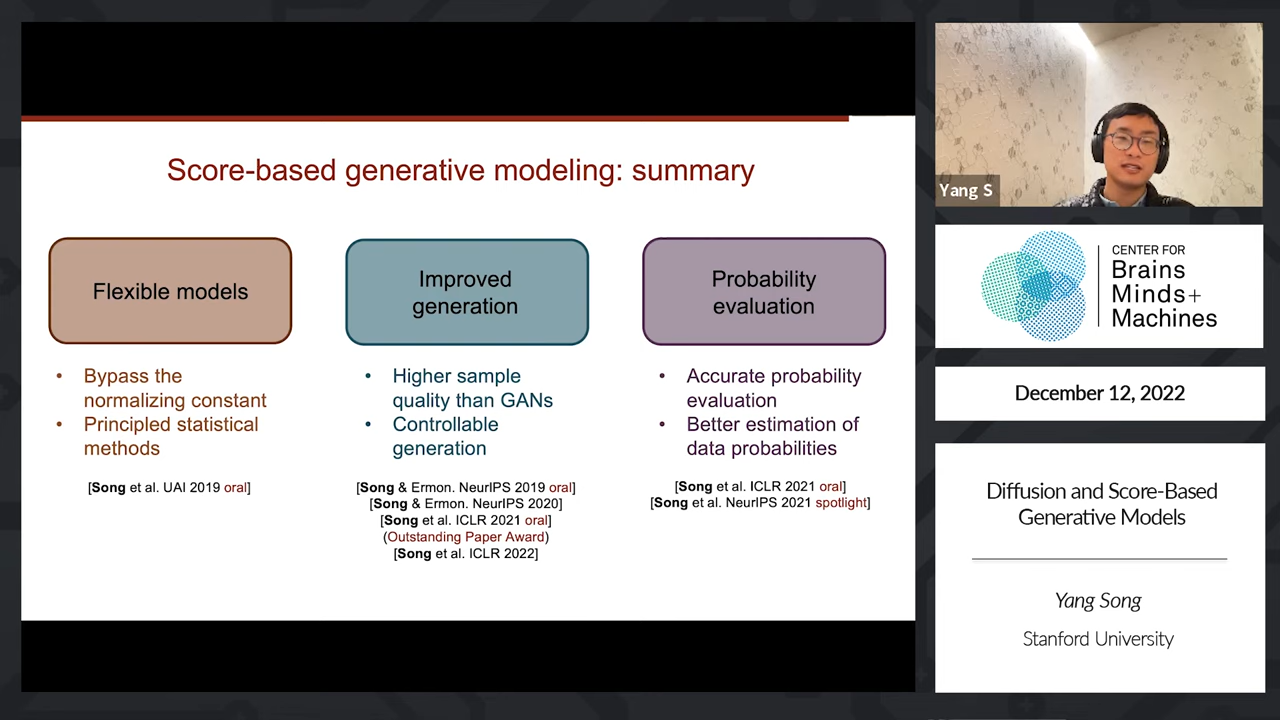 Score-based generative modeling: summary
Flexible models
• Bypass the
normalizing constant
• Principled statistical
methods
[Song et al. UAI 2019 oral]
Improved
generation
• Higher sample
quality than GANs
• Controllable
generation
[Song & Ermon. NeurIPS 2019 oral]
[Song & Ermon. NeurIPS 2020]
[Song et al. ICLR 2021 oral]
(Outstanding Paper Award)
[Song et al. ICLR 2022]
Probability
evaluation
• Accurate probability
evaluation
• Better estimation of
data probabilities
[Song et al. ICLR 2021 oral]
[Song et al. NeurIPS 2021 spotlight]
Yang S
CENTER FOR
Brains
Minds+
Machines
December 12, 2022
Diffusion and Score-Based
Generative Models
Yang Song
Stanford University